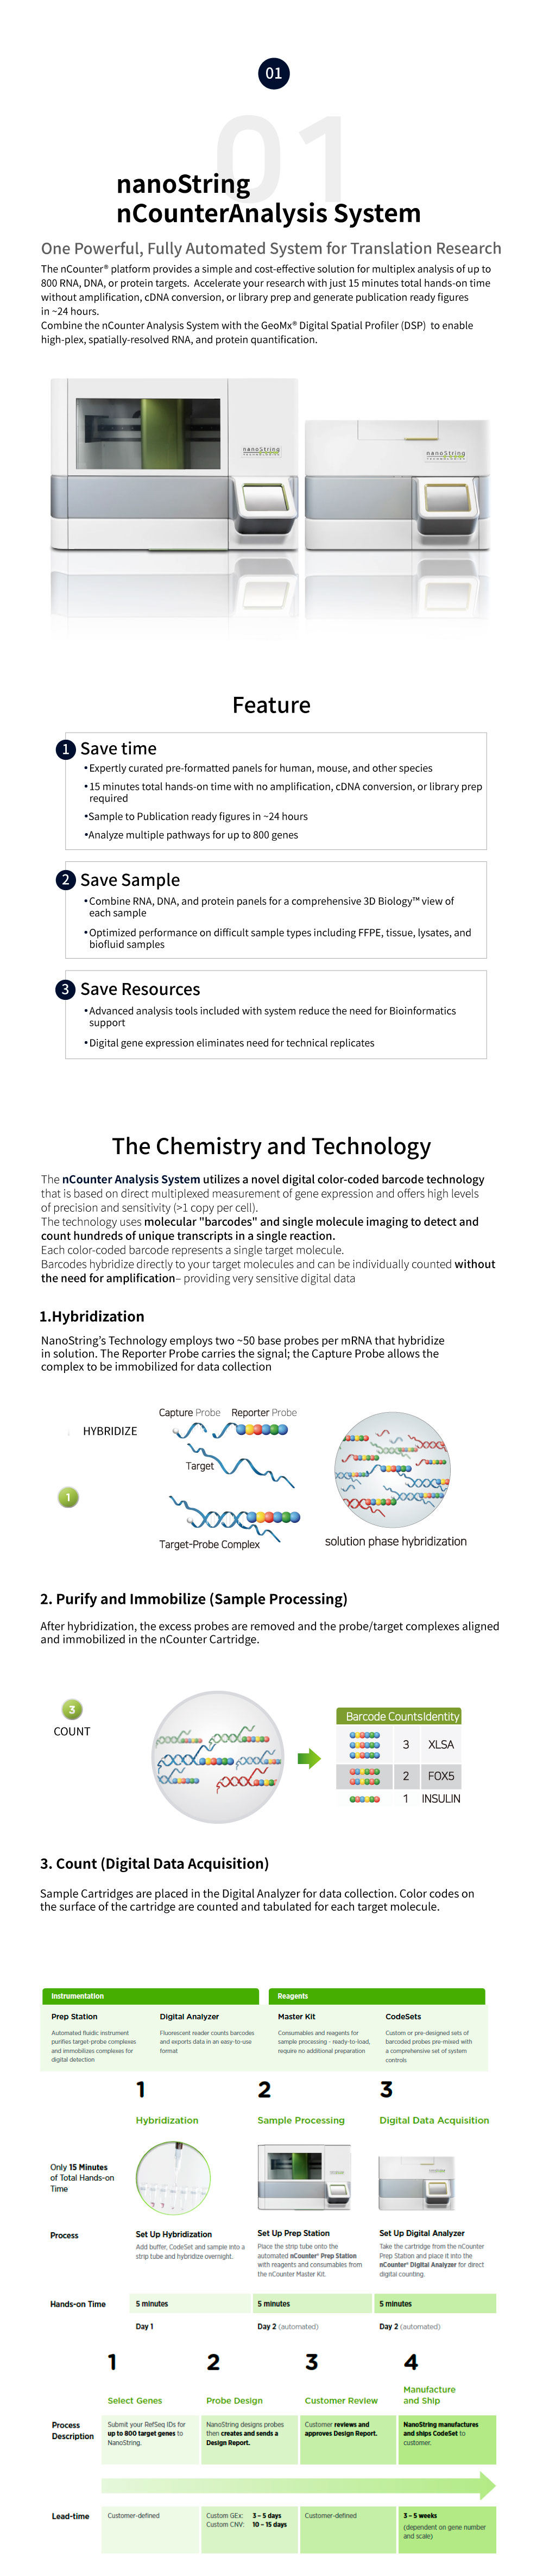 01
01
nanoString
nCounterAnalysis System
One Powerful, Fully Automated System for Translation Research
The nCounter® platform provides a simple and cost-effective solution for multiplex analysis of up to
800 RNA, DNA, or protein targets. Accelerate your research with just 15 minutes total hands-on time
without amplification, cDNA conversion, or library prep and generate publication ready figures
in ~24 hours.
Combine the nCounter Analysis System with the GeoMx® Digital Spatial Profiler (DSP) to enable
high-plex, spatially-resolved RNA, and protein quantification.
nanoString
nanoString
Feature
1 Save time
•Expertly curated pre-formatted panels for human, mouse, and other species
•15 minutes total hands-on time with no amplification, cDNA conversion, or library prep
required
•Sample to Publication ready figures in ~24 hours
•Analyze multiple pathways for up to 800 genes
2 Save Sample
•Combine RNA, DNA, and protein panels for a comprehensive 3D Biology™ view of
each sample
•Optimized performance on difficult sample types including FFPE, tissue, lysates, and
biofluid samples
3 Save Resources
•Advanced analysis tools included with system reduce the need for Bioinformatics
support
•Digital gene expression eliminates need for technical replicates
The Chemistry and Technology
The nCounter Analysis System utilizes a novel digital color-coded barcode technology
that is based on direct multiplexed measurement of gene expression and offers high levels
of precision and sensitivity (>1 copy per cell).
The technology uses molecular "barcodes" and single molecule imaging to detect and
count hundreds of unique transcripts in a single reaction.
Each color-coded barcode represents a single target molecule.
Barcodes hybridize directly to your target molecules and can be individually counted without
the need for amplification– providing very sensitive digital data
1.Hybridization
NanoString's Technology employs two ~50 base probes per mRNA that hybridize
in solution. The Reporter Probe carries the signal; the Capture Probe allows the
complex to be immobilized for data collection
Capture Probe Reporter Probe
HYBRIDIZE
Target
1
Target-Probe Complex
solution phase hybridization
2. Purify and Immobilize (Sample Processing)
After hybridization, the excess probes are removed and the probe/target complexes aligned
and immobilized in the nCounter Cartridge.
3
COUNT
Barcode Counts Identity
3 XLSA
2 FOX5
1 INSULIN
3. Count (Digital Data Acquisition)
Sample Cartridges are placed in the Digital Analyzer for data collection. Color codes on
the surface of the cartridge are counted and tabulated for each target molecule.
Instrumentation
Reagents
Prep Station
Automated fluidic instrument
purifies target-probe complexes
and immobilizes complexes for
digital detection
Digital Analyzer
Fluorescent reader counts barcodes
and exports data in an easy-to-use
format
Master Kit
Consumables and reagents for
sample processing - ready-to-load,
require no additional preparation
CodeSets
Custom or pre-designed sets of
barcoded probes pre-mixed with
a comprehensive set of system
controls
1 2 3
Hybridization Sample Processing Digital Data Acquisition
Only 15 Minutes
of Total Hands-on
Time
Process
Set Up Hybridization
Add buffer, CodeSet and sample into a
strip tube and hybridize overnight.
Set Up Prep Station
Place the strip tube onto the
automated nCounter® Prep Station
with reagents and consumables from
the nCounter Master Kit.
Set Up Digital Analyzer
Take the cartridge from the nCounter
Prep Station and place it into the
nCounter® Digital Analyzer for direct
digital counting.
Hands-on Time 5 minutes 5 minutes 5 minutes
Day 1 Day 2 (automated) Day 2 (automated)
1 2 3 4
Select Genes Probe Design Customer Review Manufacture
and Ship
Process
Description
Submit your RefSeq IDs for
up to 800 target genes to
NanoString.
NanoString designs probes
then creates and sends a
Design Report.
Customer reviews and
approves Design Report.
NanoString manufactures
and ships CodeSet to
customer.
Lead-time
Customer-defined
Custom GEx: 3 – 5 days
Custom CNV: 10 – 15 days
Customer-defined
3 – 5 weeks
(dependent on gene number
and scale)